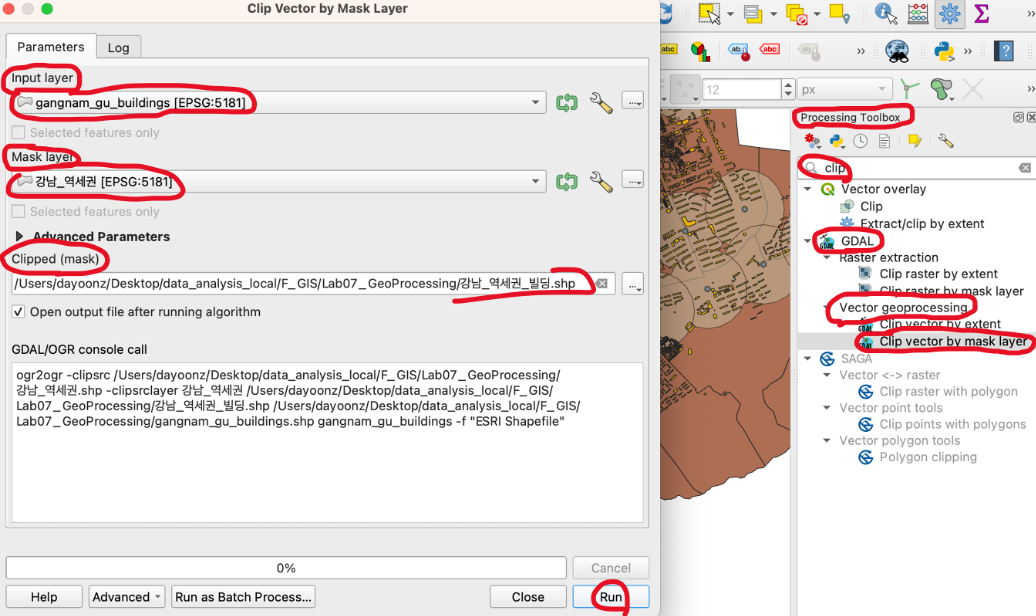 Clip Vector by Mask Layer
Parameters
Log
Input layer
gangnam_gu_buildings [EPSG:5181]
Selected features only
Mask layer
강남_역세권 [EPSG:5181]
Selected features only
Advanced Parameters
Clipped (mask)
/Users/dayoonz/Desktop/data_analysis_local/F_GIS/Lab07_GeoProcessing/강남_역세권_빌딩.shp
Open output file after running algorithm
GDAL/OGR console call
ogr2ogr -clipsrc /Users/dayoonz/Desktop/data_analysis_local/F_GIS/Lab07_GeoProcessing/
강남_역세권.shp -clipsrclayer 강남_역세권 /Users/dayoonz/Desktop/data_analysis_local/F_GIS/
Lab07_GeoProcessing/강남_역세권_빌딩.shp /Users/dayoonz/Desktop/data_analysis_local/F_GIS/
Lab07_GeoProcessing/gangnam_gu_buildings.shp gangnam_gu_buildings -f "ESRI Shapefile"
0%
Cancel
Help
Advanced
Run as Batch Process...
Close
Run
abc
ab
abc
12
px
Processing Toolbox
clip
Vector overlay
Clip
Extract/clip by extent
GDAL
Raster extraction
Clip raster by extent
Clip raster by mask layer
Vector geoprocessing
Clip vector by extent
Clip vector by mask layer
SAGA
Vector <-> raster
Clip raster with polygon
Vector point tools
Clip points with polygons
Vector polygon tools
Polygon clipping